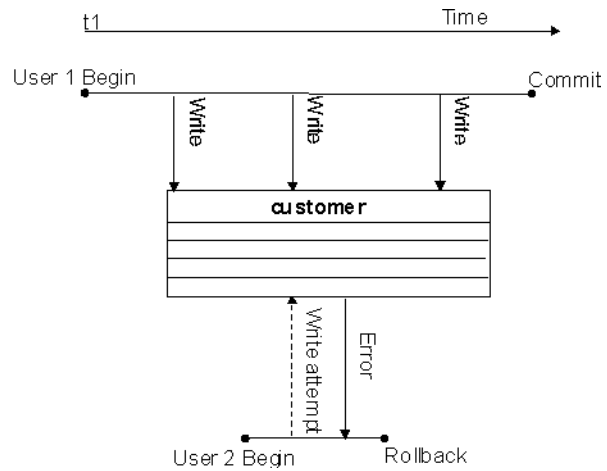 t1
Time
User 1 Begin
Commit
Write
Write
Write
customer
Write attempt
Error
User 2 Begin
Rollback